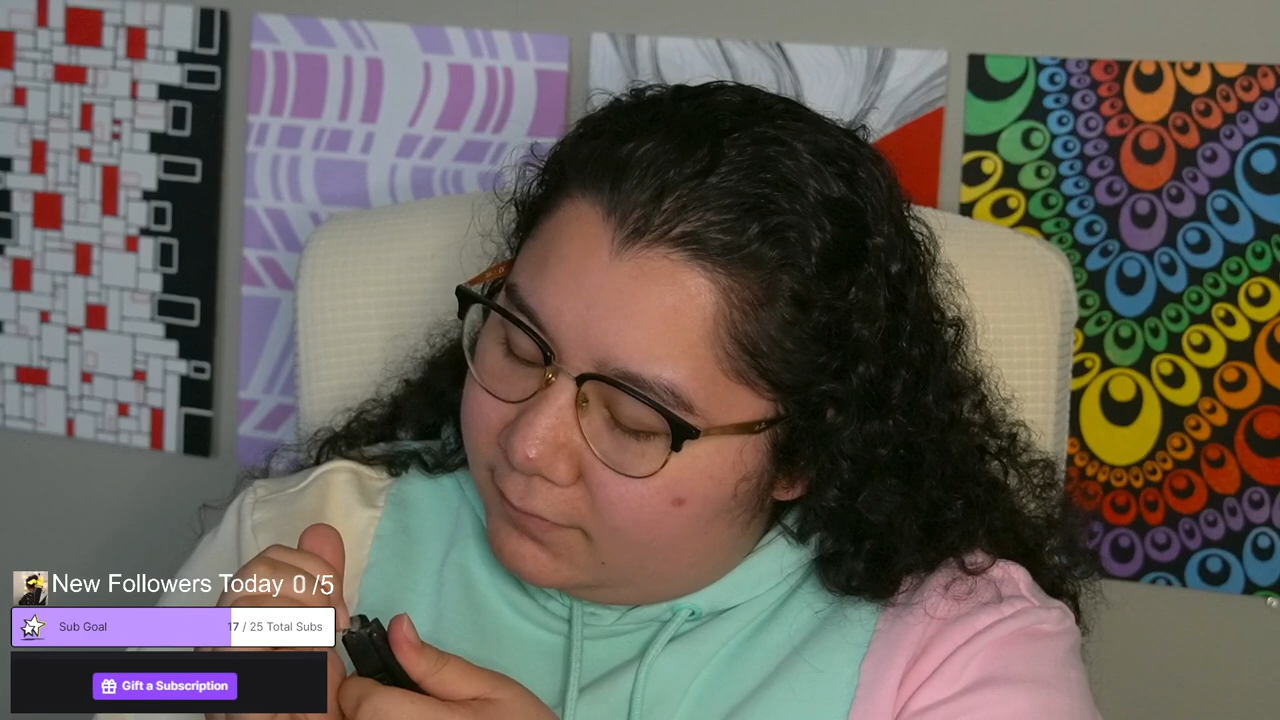 New Followers Today 0 /5
Sub Goal 17 / 25 Total Subs
Gift a Subscription